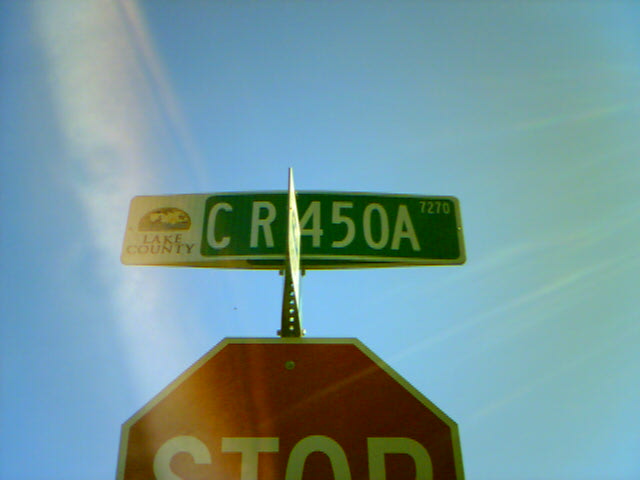 LAKE
COUNTY
C R 450A
7270
STOP